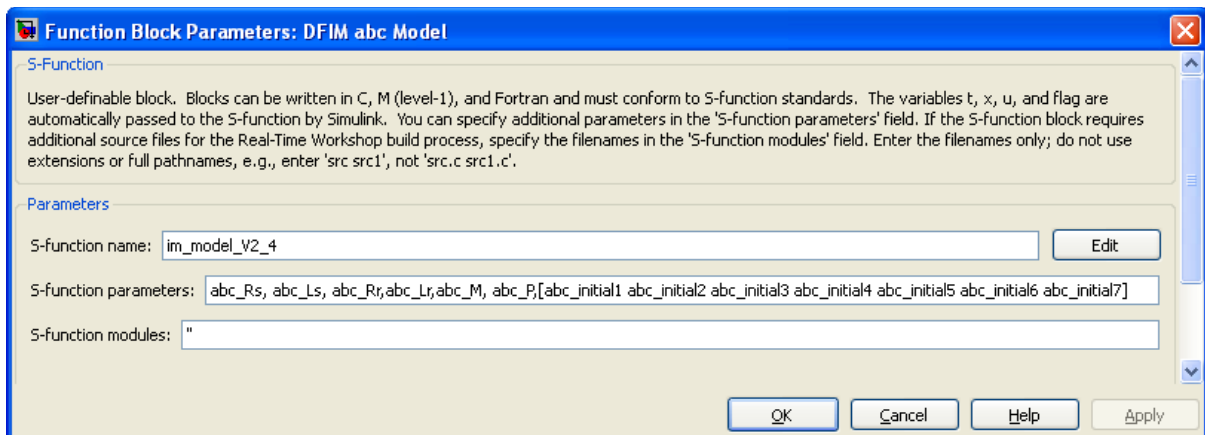 Function Block Parameters: DFIM abc Model
S-Function
User-definable block.  Blocks can be written in C, M (level-1), and Fortran and must conform to S-function standards.  The variables t, x, u, and flag are
automatically passed to the S-function by Simulink.  You can specify additional parameters in the 'S-function parameters' field. If the S-function block requires
additional source files for the Real-Time Workshop build process, specify the filenames in the 'S-function modules' field. Enter the filenames only; do not use
extensions or full pathnames, e.g., enter 'src src1', not 'src.c src1.c'.
Parameters
S-function name: im_model_V2_4 Edit
S-function parameters: abc_Rs, abc_Ls, abc_Rr,abc_Lr,abc_M, abc_P,[abc_initial1 abc_initial2 abc_initial3 abc_initial4 abc_initial5 abc_initial6 abc_initial7]
S-function modules: ''
OK Cancel Help Apply